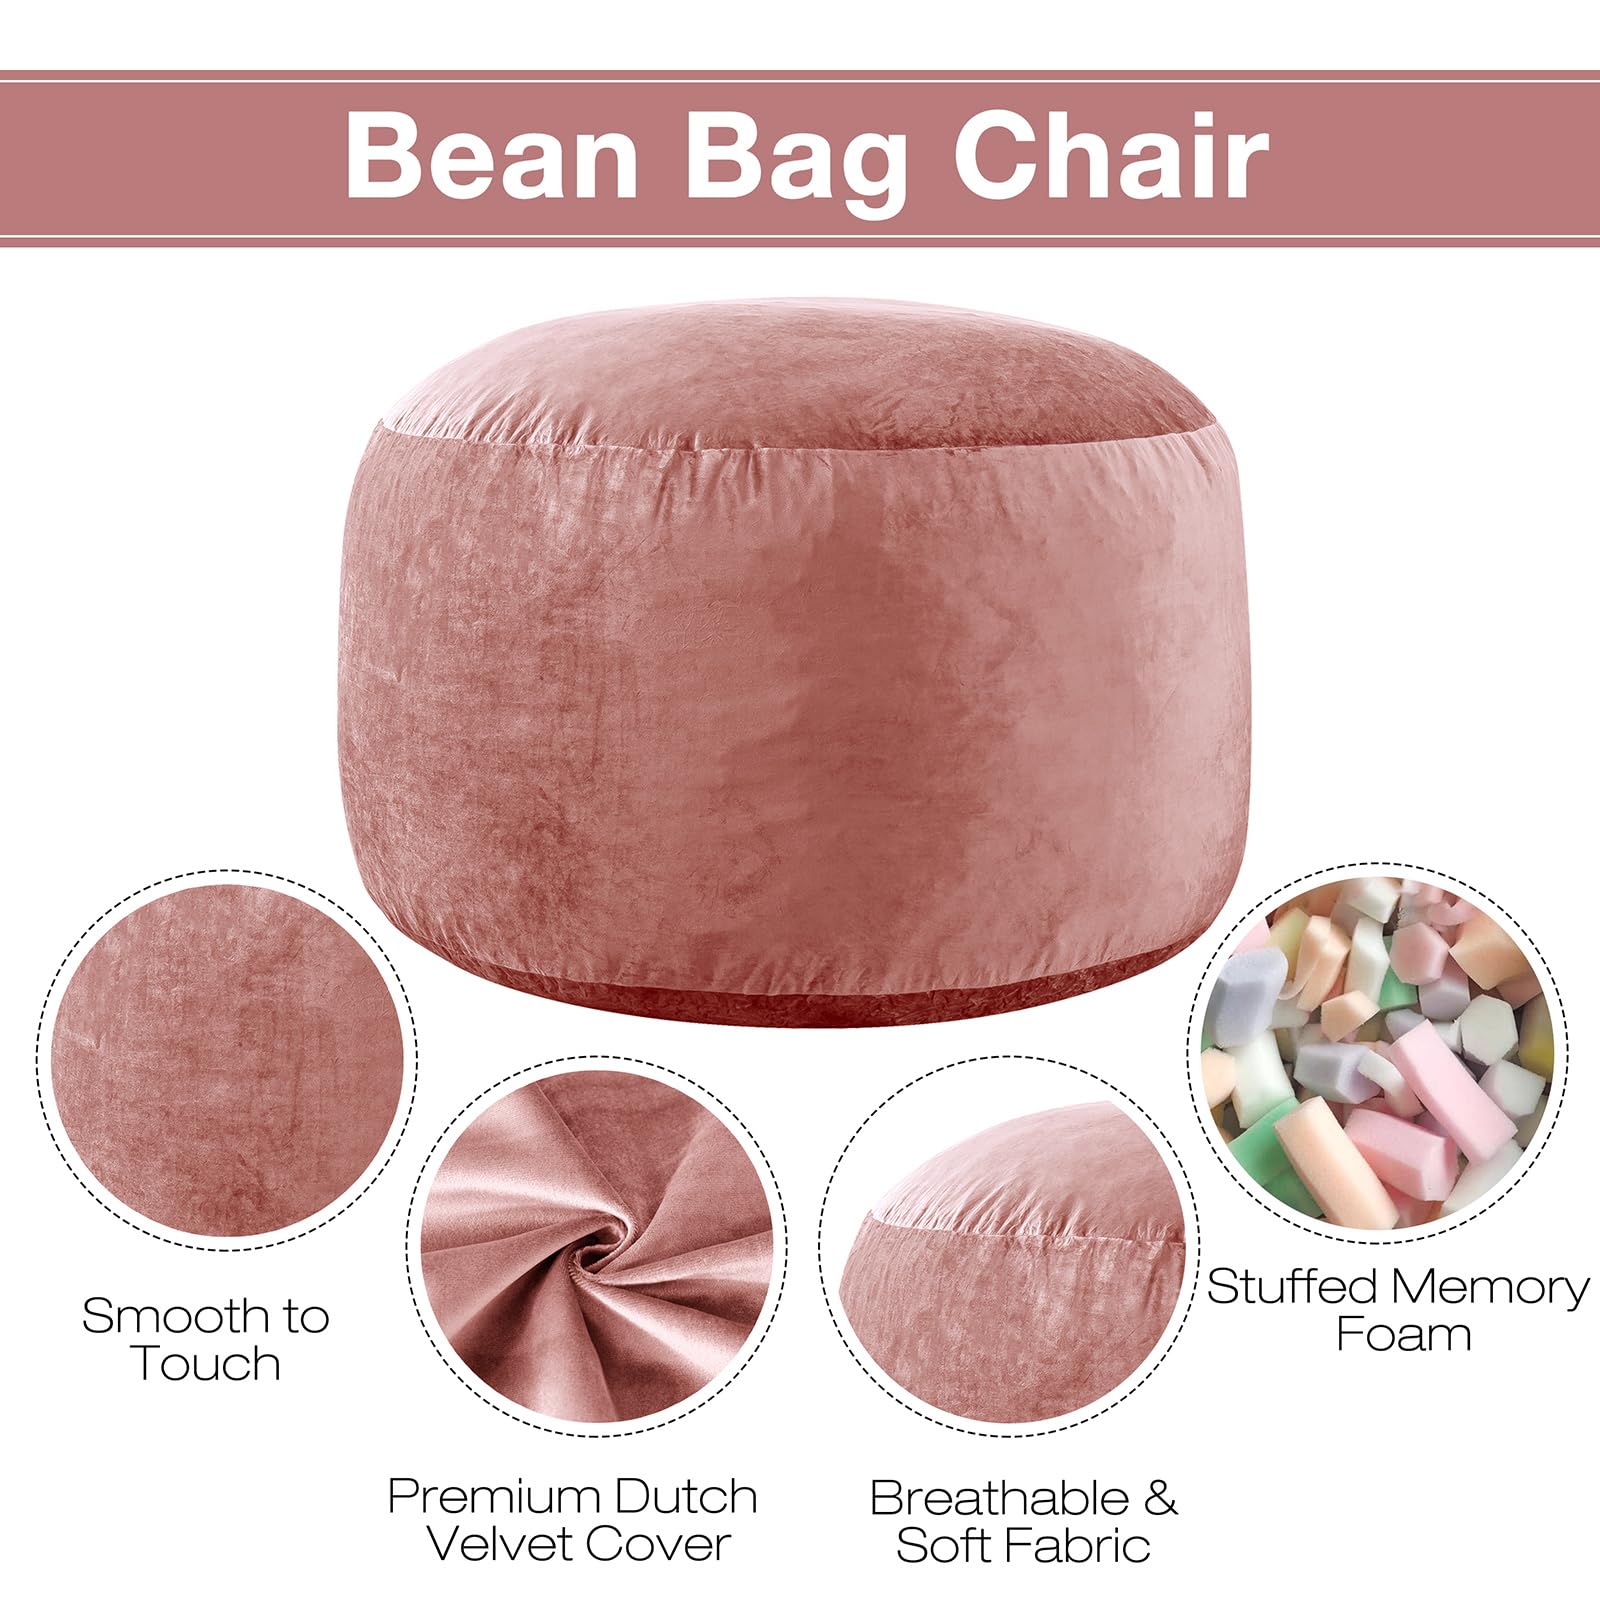 Bean Bag Chair
Smooth to
Touch
Premium Dutch
Velvet Cover
Breathable &
Soft Fabric
Stuffed Memory
Foam